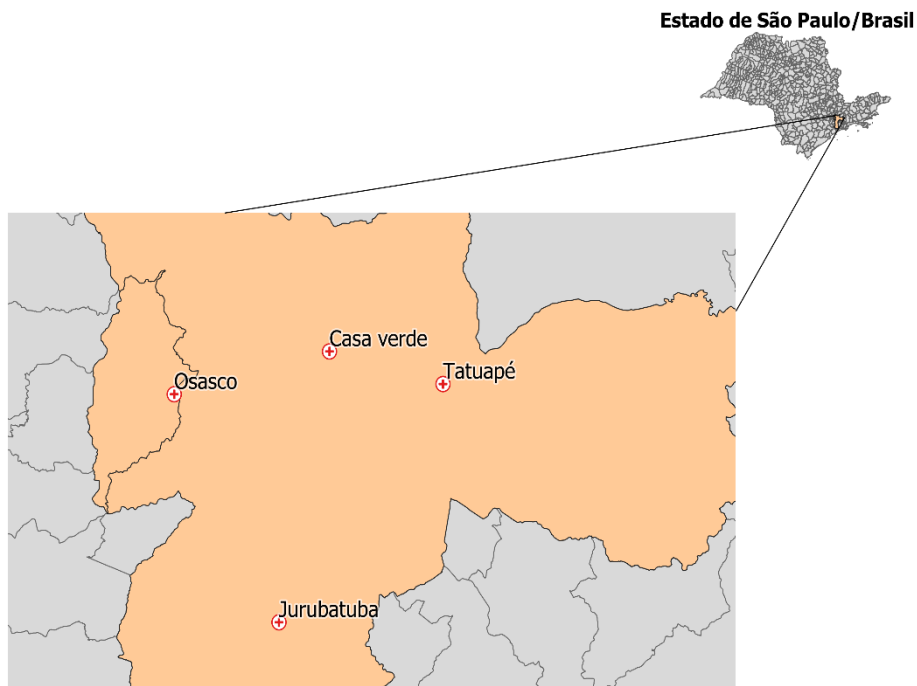 Estado de São Paulo/Brasil
Casa verde
Tatuapé
Osasco
Jurubatuba